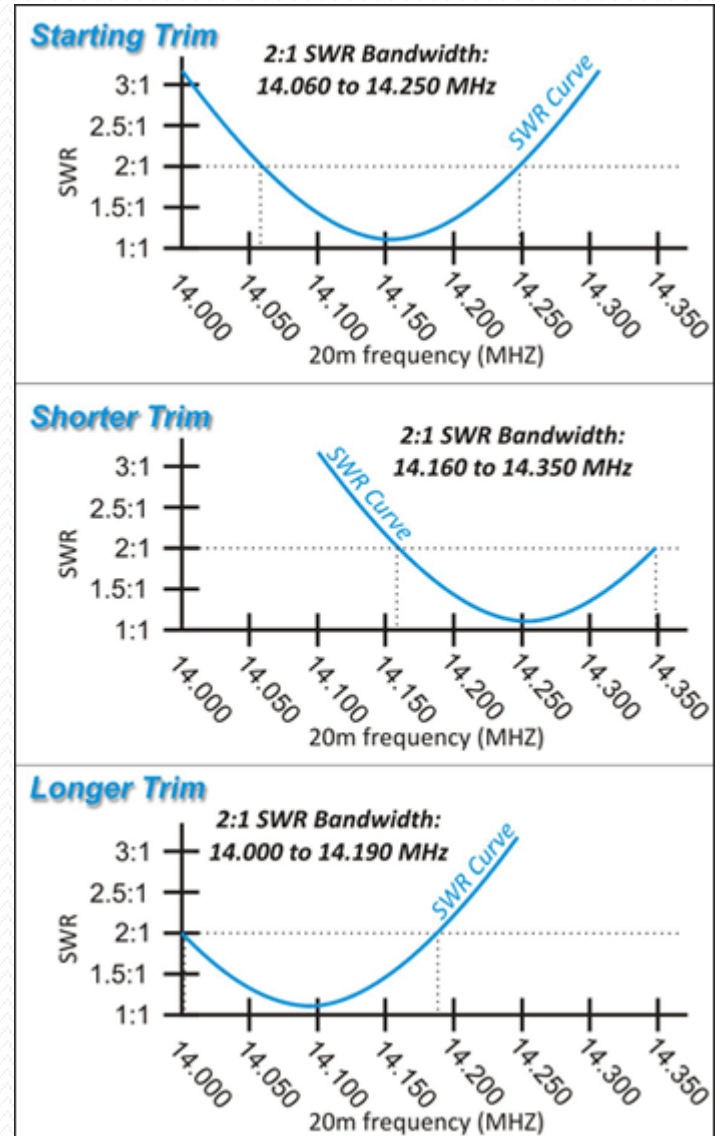 Starting Trim
2:1 SWR Bandwidth:
14.060 to 14.250 MHz
SWR Curve
SWR
3:1
2.5:1
2:1
1.5:1
1:1
14.000
14.050
14.100
14.150
14.200
14.250
14.300
14.350
20m frequency (MHZ)
Shorter Trim
2:1 SWR Bandwidth:
14.160 to 14.350 MHz
SWR Curve
SWR
3:1
2.5:1
2:1
1.5:1
1:1
14.000
14.050
14.100
14.150
14.200
14.250
14.300
14.350
20m frequency (MHZ)
Longer Trim
2:1 SWR Bandwidth:
14.000 to 14.190 MHz
SWR Curve
SWR
3:1
2.5:1
2:1
1.5:1
1:1
14.000
14.050
14.100
14.150
14.200
14.250
14.300
14.350
20m frequency (MHZ)